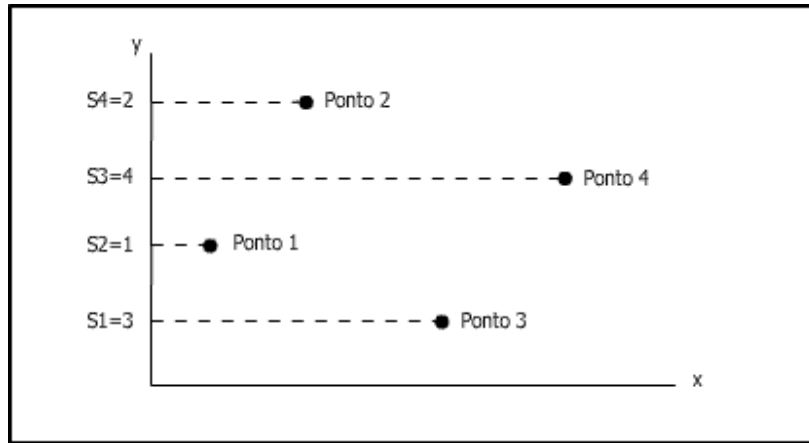 y
S4=2 Ponto 2
S3=4 Ponto 4
S2=1 Ponto 1
S1=3 Ponto 3
x